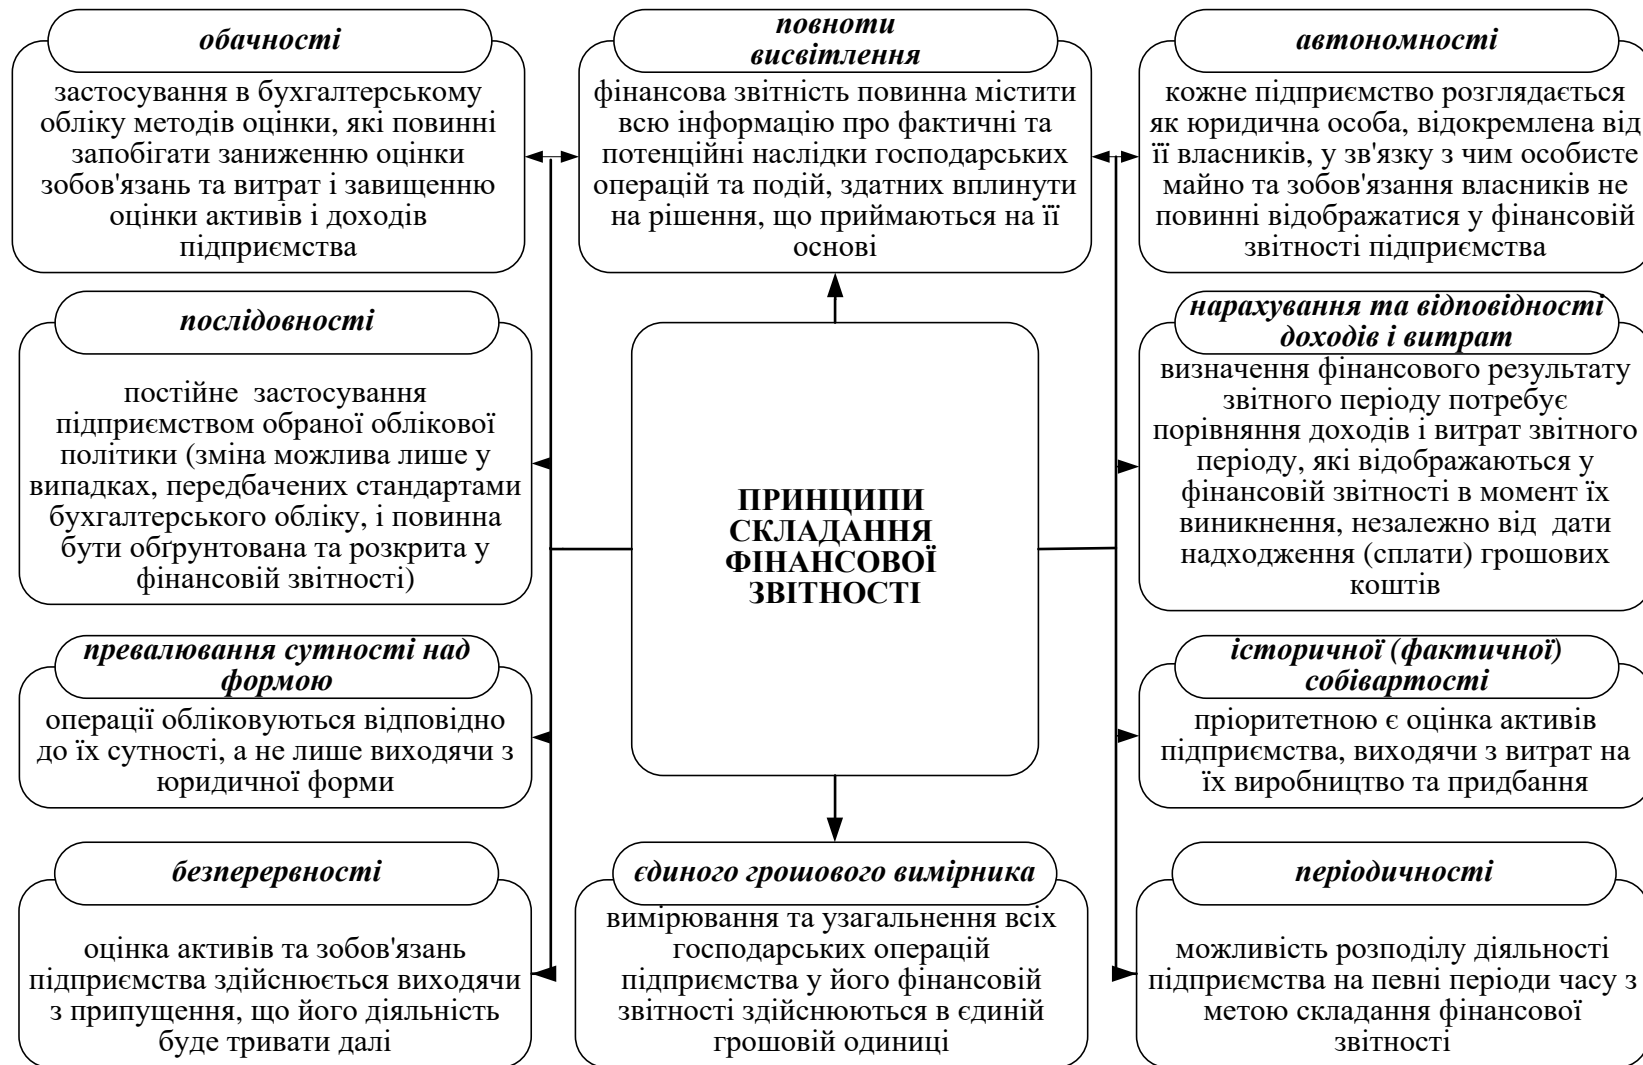 обачності
застосування в бухгалтерському
обліку методів оцінки, які повинні
запобігати заниженню оцінки
зобов'язань та витрат і завищенню
оцінки активів і доходів
підприємства
повноти
висвітлення
фінансова звітність повинна містити
всю інформацію про фактичні та
потенційні наслідки господарських
операцій та подій, здатних вплинути
на рішення, що приймаються на її
основі
автономності
кожне підприємство розглядається
як юридична особа, відокремлена від
її власників, у зв'язку з чим особисте
майно та зобов'язання власників не
повинні відображатися у фінансовій
звітності підприємства
послідовності
постійне застосування
підприємством обраної облікової
політики (зміна можлива лише у
випадках, передбачених стандартами
бухгалтерського обліку, і повинна
бути обґрунтована та розкрита у
фінансовій звітності)
ПРИНЦИПИ
СКЛАДАННЯ
ФІНАНСОВОЇ
ЗВІТНОСТІ
нарахування та відповідності
доходів і витрат
визначення фінансового результату
звітного періоду потребує
порівняння доходів і витрат звітного
періоду, які відображаються у
фінансовій звітності в момент їх
виникнення, незалежно від дати
надходження (сплати) грошових
коштів
превалювання сутності над
формою
операції обліковуються відповідно
до їх сутності, а не лише виходячи з
юридичної форми
історичної (фактичної)
собівартості
пріоритетною є оцінка активів
підприємства, виходячи з витрат на
їх виробництво та придбання
безперервності
оцінка активів та зобов'язань
підприємства здійснюється виходячи
з припущення, що його діяльність
буде тривати далі
єдиного грошового вимірника
вимірювання та узагальнення всіх
господарських операцій
підприємства у його фінансовій
звітності здійснюються в єдиній
грошовій одиниці
періодичності
можливість розподілу діяльності
підприємства на певні періоди часу з
метою складання фінансової
звітності